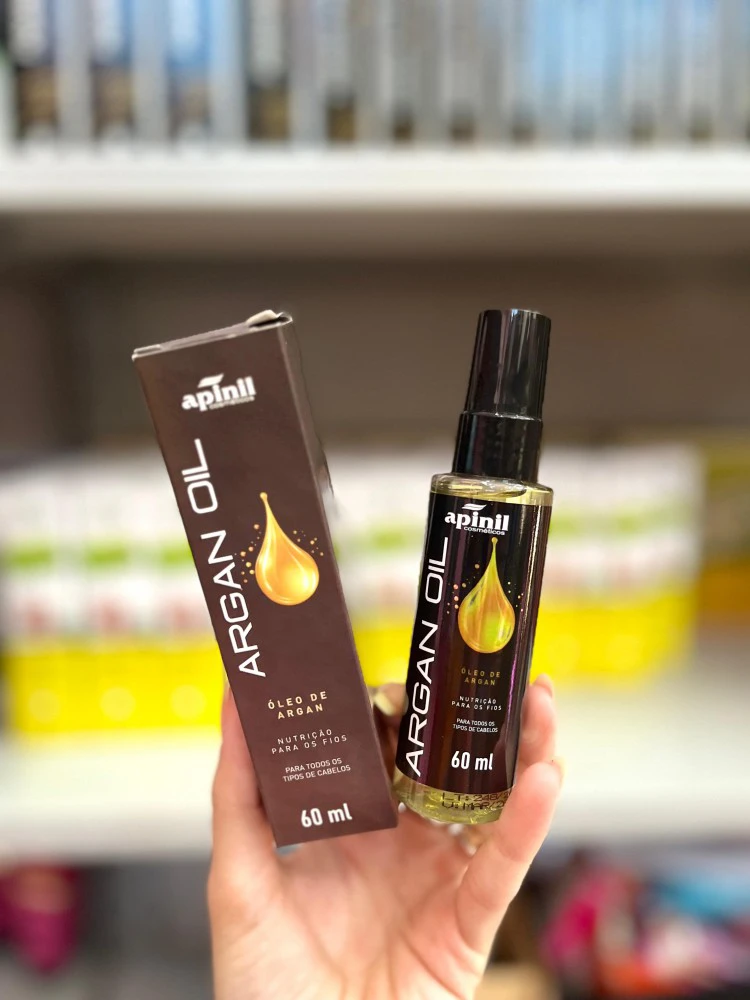 apinil
cosméticos
ARGAN OIL
ÓLEO DE
ARGAN
NUTRIÇÃO
PARA OS FIOS
PARA TODOS OS
TIPOS DE CABELOS
60 ml
apinil
cosméticos
ARGAN OIL
ÓLEO DE
ARGAN
NUTRIÇÃO
PARA OS FIOS
PARA TODOS OS
TIPOS DE CABELOS
60 ml